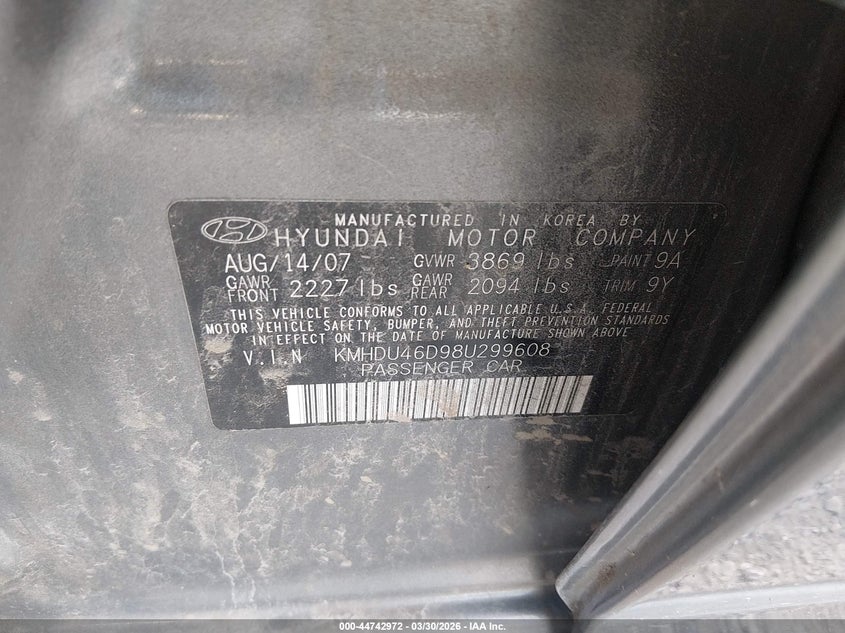 MANUFACTURED IN KOREA BY
HYUNDAI MOTOR COMPANY
AUG/14/07 GVWR 3869 lbs PAINT 9A
GAWR FRONT 2227 lbs GAWR REAR 2094 lbs TRIM 9Y
THIS VEHICLE CONFORMS TO ALL APPLICABLE U.S.A. FEDERAL
MOTOR VEHICLE SAFETY, BUMPER, AND THEFT PREVENTION STANDARDS
IN EFFECT ON THE DATE OF MANUFACTURE SHOWN ABOVE
V.I.N KMHDU46D98U299608
PASSENGER CAR
000-44742972 - 03/30/2026 - IAA Inc.